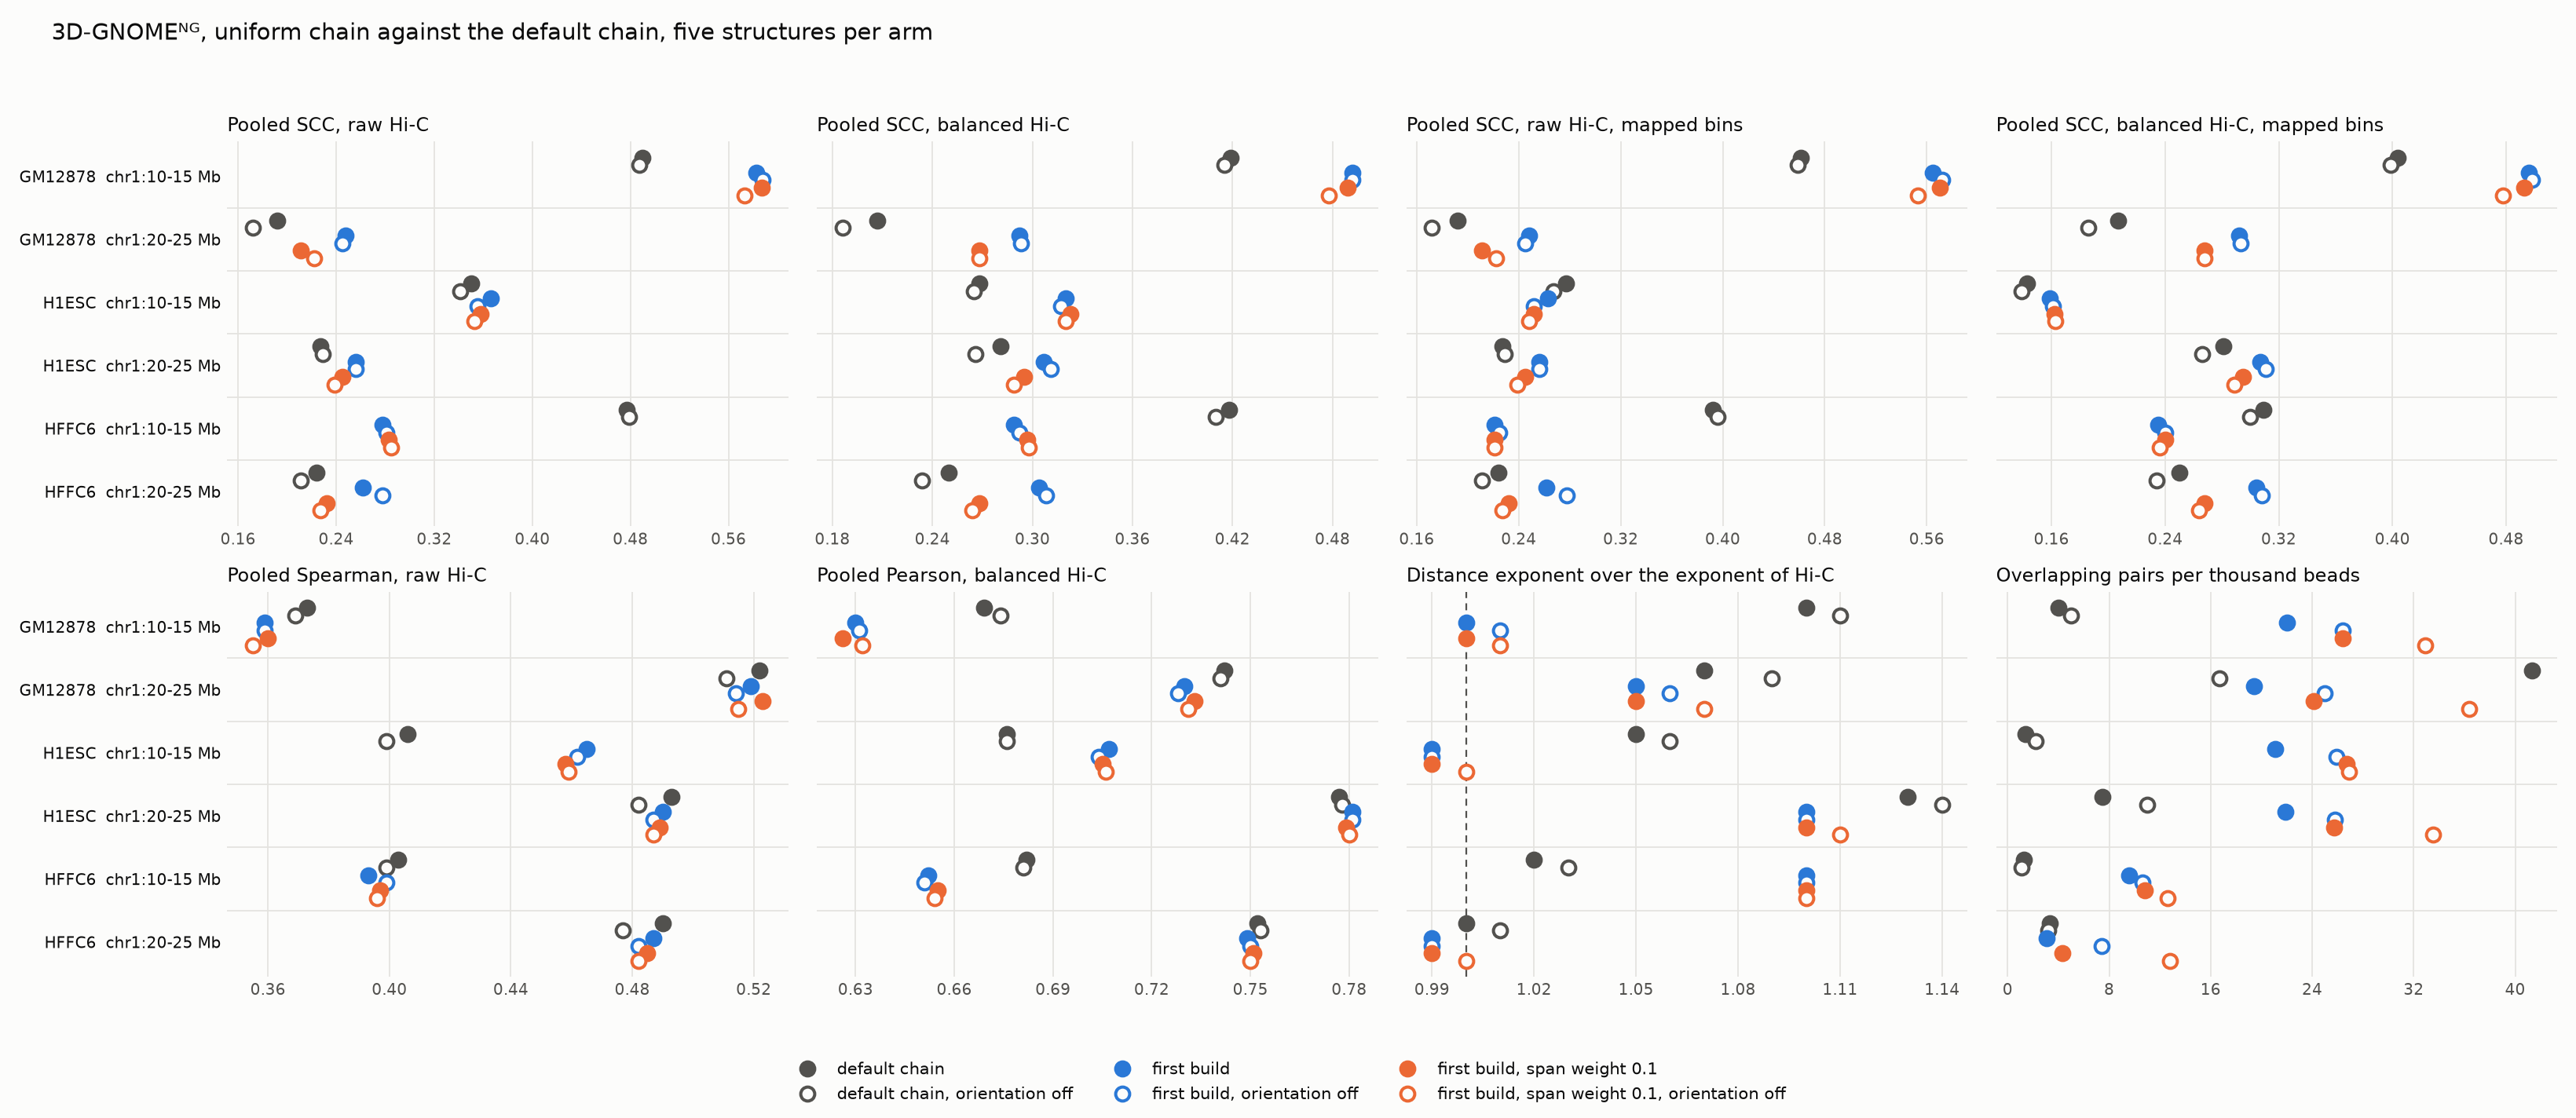 3D-GNOMEᴺᴳ, uniform chain against the default chain, five structures per arm
Pooled SCC, raw Hi-C
Pooled SCC, balanced Hi-C
Pooled SCC, raw Hi-C, mapped bins
Pooled SCC, balanced Hi-C, mapped bins
GM12878 chr1:10-15 Mb
GM12878 chr1:20-25 Mb
H1ESC chr1:10-15 Mb
H1ESC chr1:20-25 Mb
HFFC6 chr1:10-15 Mb
HFFC6 chr1:20-25 Mb
0.16 0.24 0.32 0.40 0.48 0.56
0.18 0.24 0.30 0.36 0.42 0.48
0.16 0.24 0.32 0.40 0.48 0.56
0.16 0.24 0.32 0.40 0.48
Pooled Spearman, raw Hi-C
Pooled Pearson, balanced Hi-C
Distance exponent over the exponent of Hi-C
Overlapping pairs per thousand beads
GM12878 chr1:10-15 Mb
GM12878 chr1:20-25 Mb
H1ESC chr1:10-15 Mb
H1ESC chr1:20-25 Mb
HFFC6 chr1:10-15 Mb
HFFC6 chr1:20-25 Mb
0.36 0.40 0.44 0.48 0.52
0.63 0.66 0.69 0.72 0.75 0.78
0.99 1.02 1.05 1.08 1.11 1.14
0 8 16 24 32 40
default chain
default chain, orientation off
first build
first build, orientation off
first build, span weight 0.1
first build, span weight 0.1, orientation off